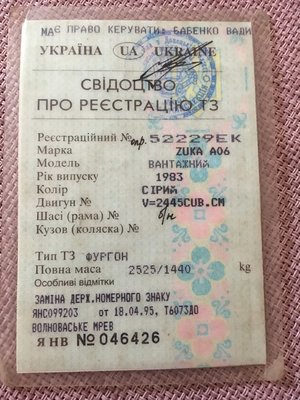 МАЄ ПРАВО КЕРУВАТИ: БАБЕНКО ВАДИ
УКРАЇНА UA UKRAINE
СВІДОЦТВО
ПРО РЕЄСТРАЦІЮ ТЗ
Реєстраційний № 52229ЕК
Марка ZUKA A06
Модель ВАНТАЖНИЙ
Рік випуску 1983
Колір СІРИЙ
Двигун № V=2445CUB.CM
Шасі (рама) № б/н
Кузов (коляска) №
Тип ТЗ ФУРГОН
Повна маса 2525/1440 kg
Особливі відмітки
ЗАМІНА ДЕРЖ.НОМЕРНОГО ЗНАКУ
ЯНС099203 от 18.04.95, Т6073ДО
ВОЛНОВАСЬКЕ МРЕВ
ЯНВ №046426